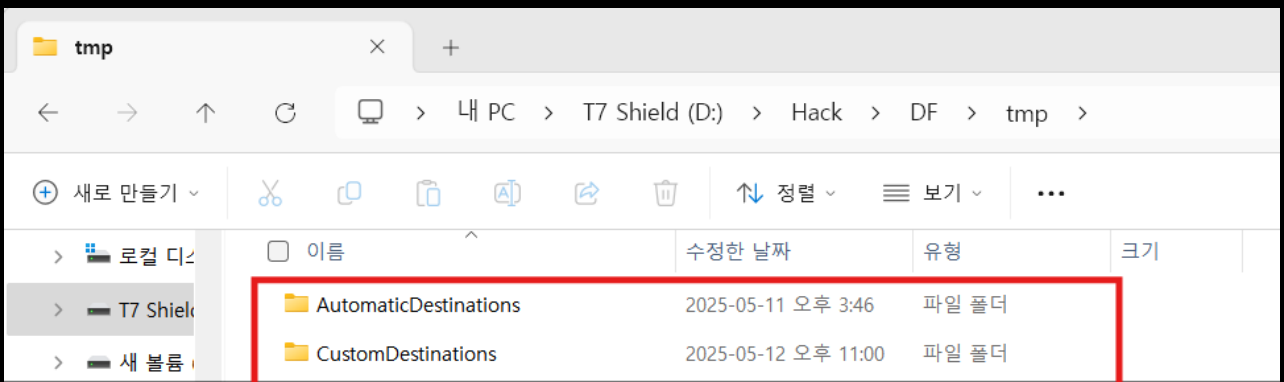 tmp
내 PC > T7 Shield (D:) > Hack > DF > tmp >
새로 만들기 정렬 보기 ...
이름 수정한 날짜 유형 크기
로컬
AutomaticDestinations 2025-05-11 오후 3:46 파일 폴더
T7 Shield
CustomDestinations 2025-05-12 오후 11:00 파일 폴더
새 볼륨